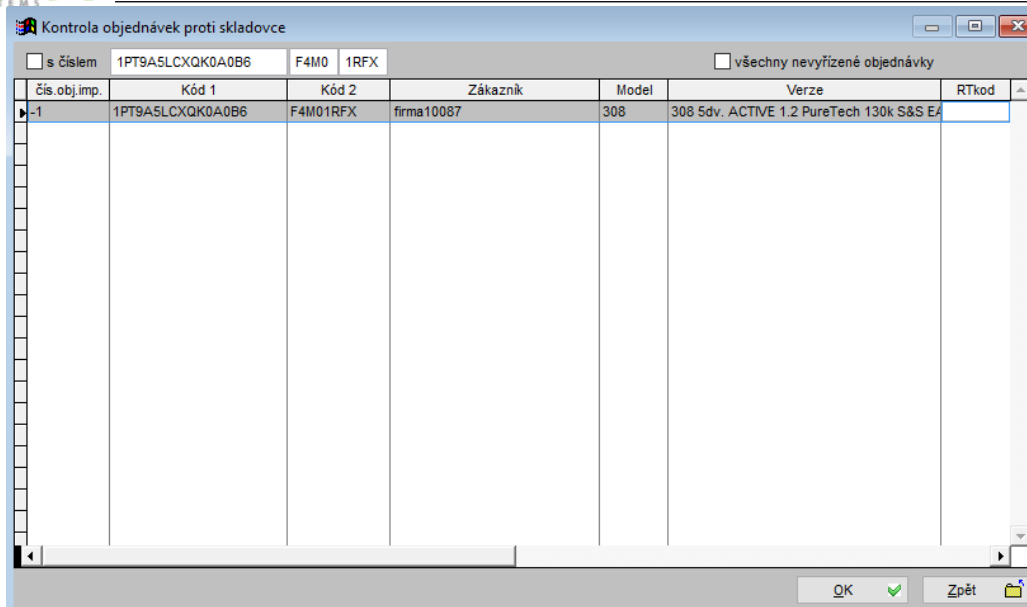 TEMS
Kontrola objednávek proti skladovce
s číslem 1PT9A5LCXQK0A0B6 F4M0 1RFX všechny nevyřízené objednávky
čís.obj.imp. Kód 1 Kód 2 Zákazník Model Verze RTkod
-1 1PT9A5LCXQK0A0B6 F4M01RFX firma10087 308 308 5dv. ACTIVE 1.2 PureTech 130k S&S EA
OK Zpět